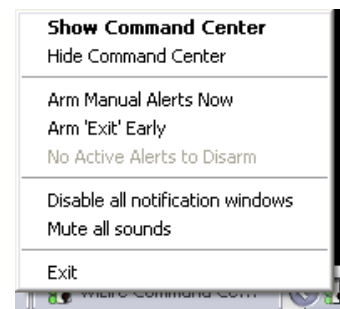 Show Command Center
Hide Command Center
Arm Manual Alerts Now
Arm 'Exit' Early
No Active Alerts to Disarm
Disable all notification windows
Mute all sounds
Exit
Command